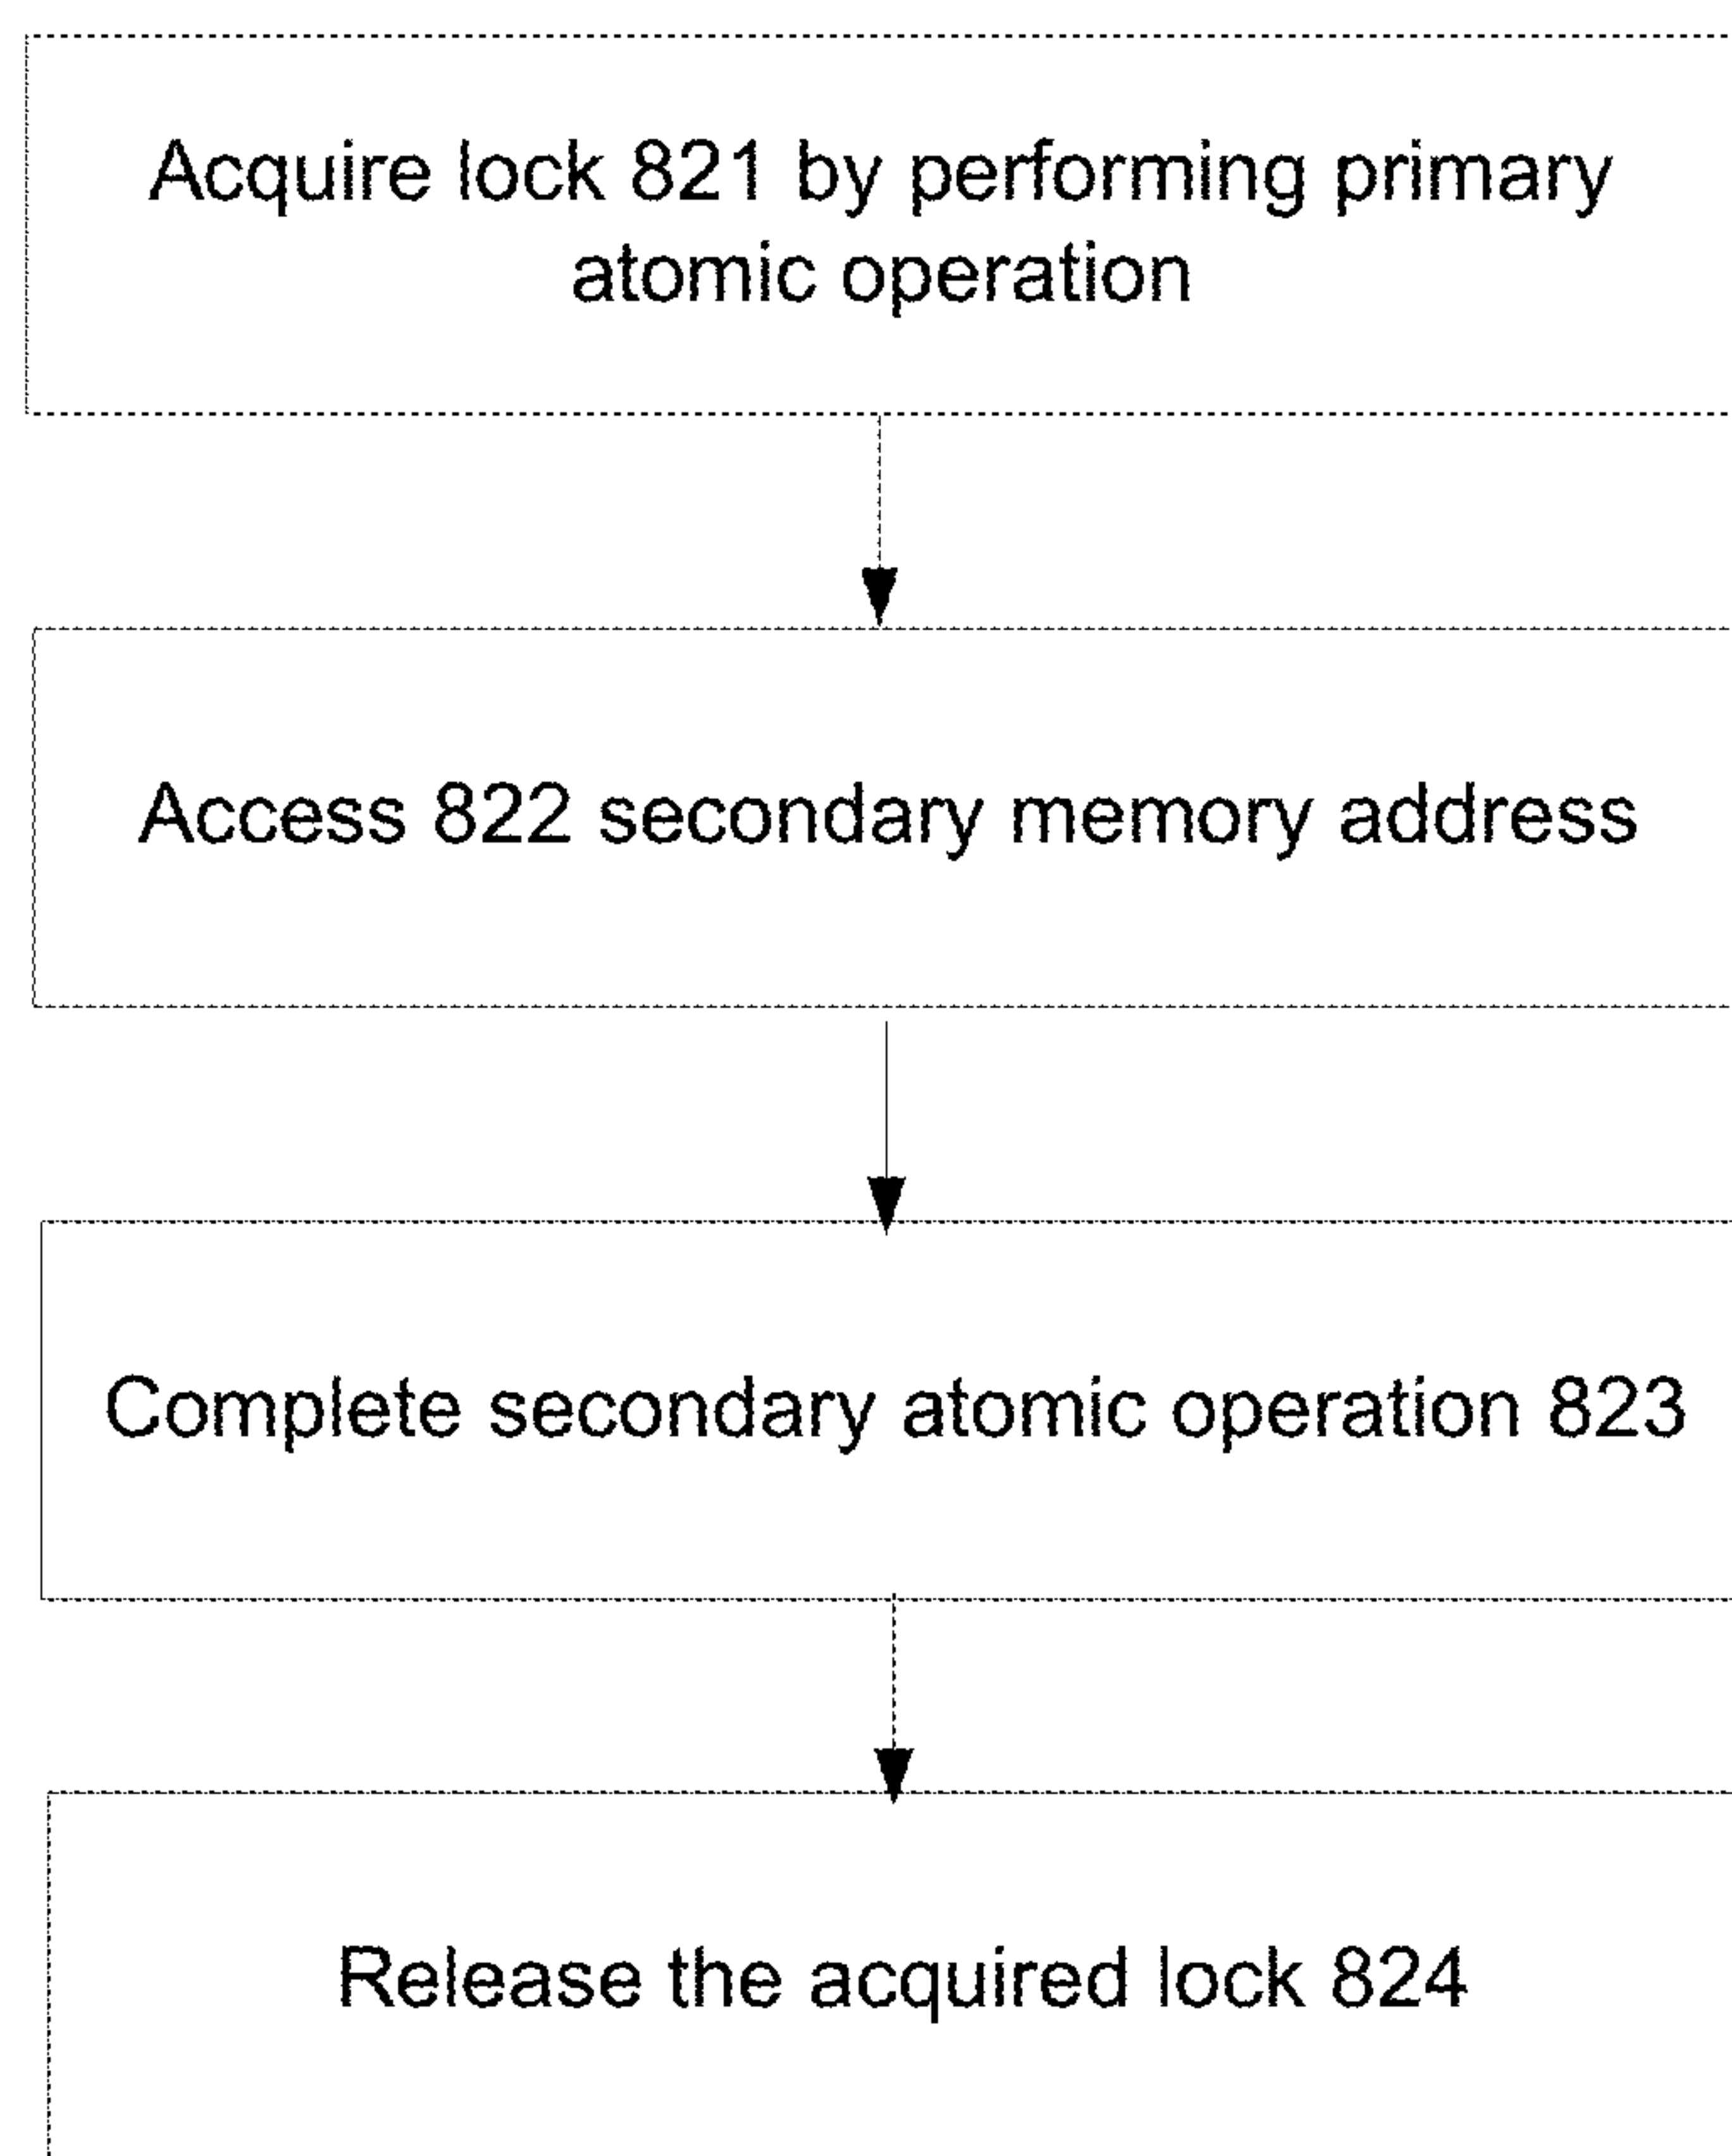 Acquire lock 821 by performing primary
atomic operation
Access 822 secondary memory address
Complete secondary atomic operation 823
Release the acquired lock 824